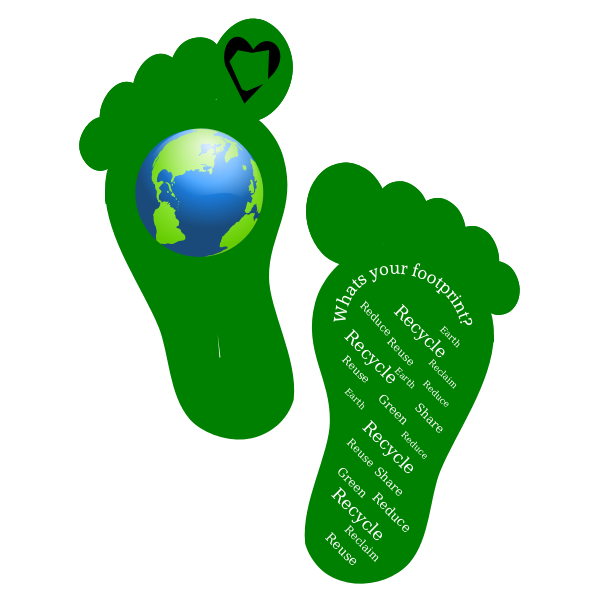 Whats your footprint?
Recycle
Earth
Reduce
Reuse
Recycle
Reclaim
Reuse
Earth
Reduce
Earth
Green
Share
Recycle
Reduce
Reuse
Share
Green
Reduce
Recycle
Reclaim
Reuse